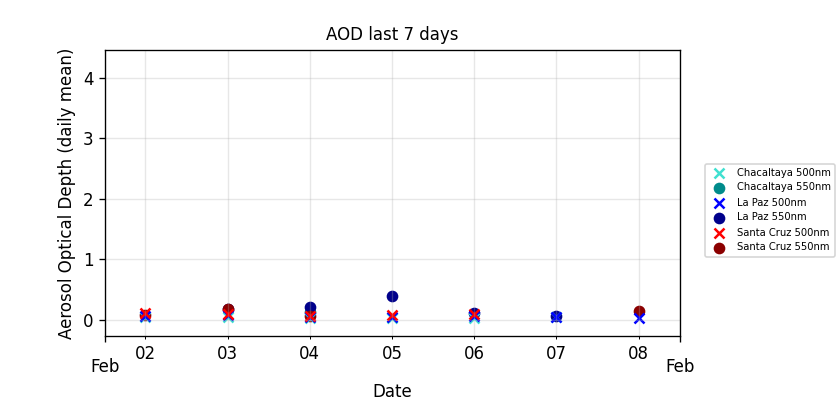 AOD last 7 days
Aerosol Optical Depth (daily mean)
4
3
2
1
0
02 03 04 05 06 07 08
Feb Feb
Date
Chacaltaya 500nm
Chacaltaya 550nm
La Paz 500nm
La Paz 550nm
Santa Cruz 500nm
Santa Cruz 550nm